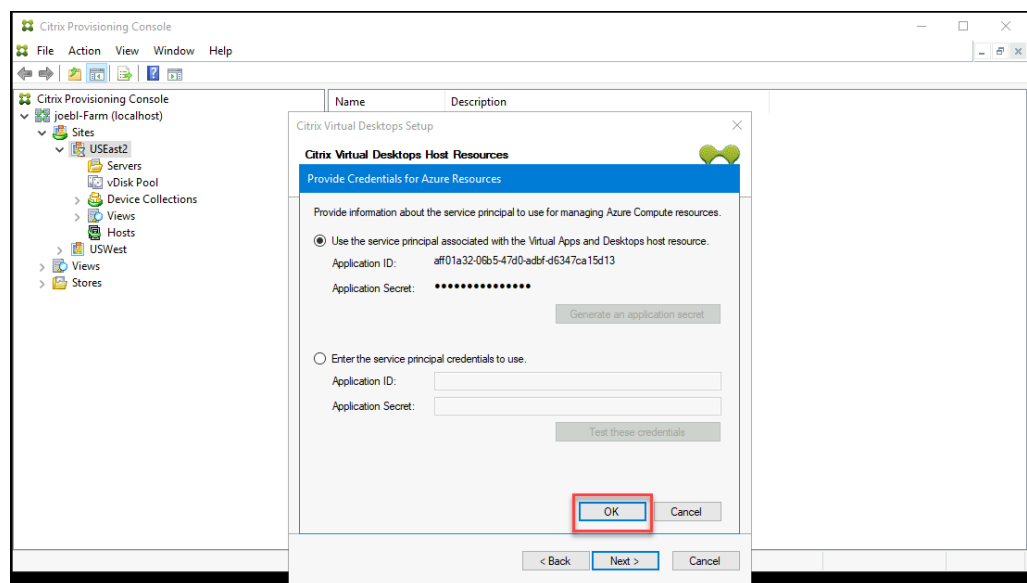 Citrix Provisioning Console
File Action View Window Help
Citrix Provisioning Console
joebl-Farm (localhost)
Sites
USEast2
Servers
vDisk Pool
Device Collections
Views
Hosts
USWest
Views
Stores
Name Description
Citrix Virtual Desktops Setup
Citrix Virtual Desktops Host Resources
Provide Credentials for Azure Resources
Provide information about the service principal to use for managing Azure Compute resources.
Use the service principal associated with the Virtual Apps and Desktops host resource.
Application ID: aff01a32-06b5-47d0-adbf-d6347ca15d13
Application Secret: •••••••••••••••
Generate an application secret
Enter the service principal credentials to use.
Application ID:
Application Secret:
Test these credentials
OK Cancel
< Back Next > Cancel